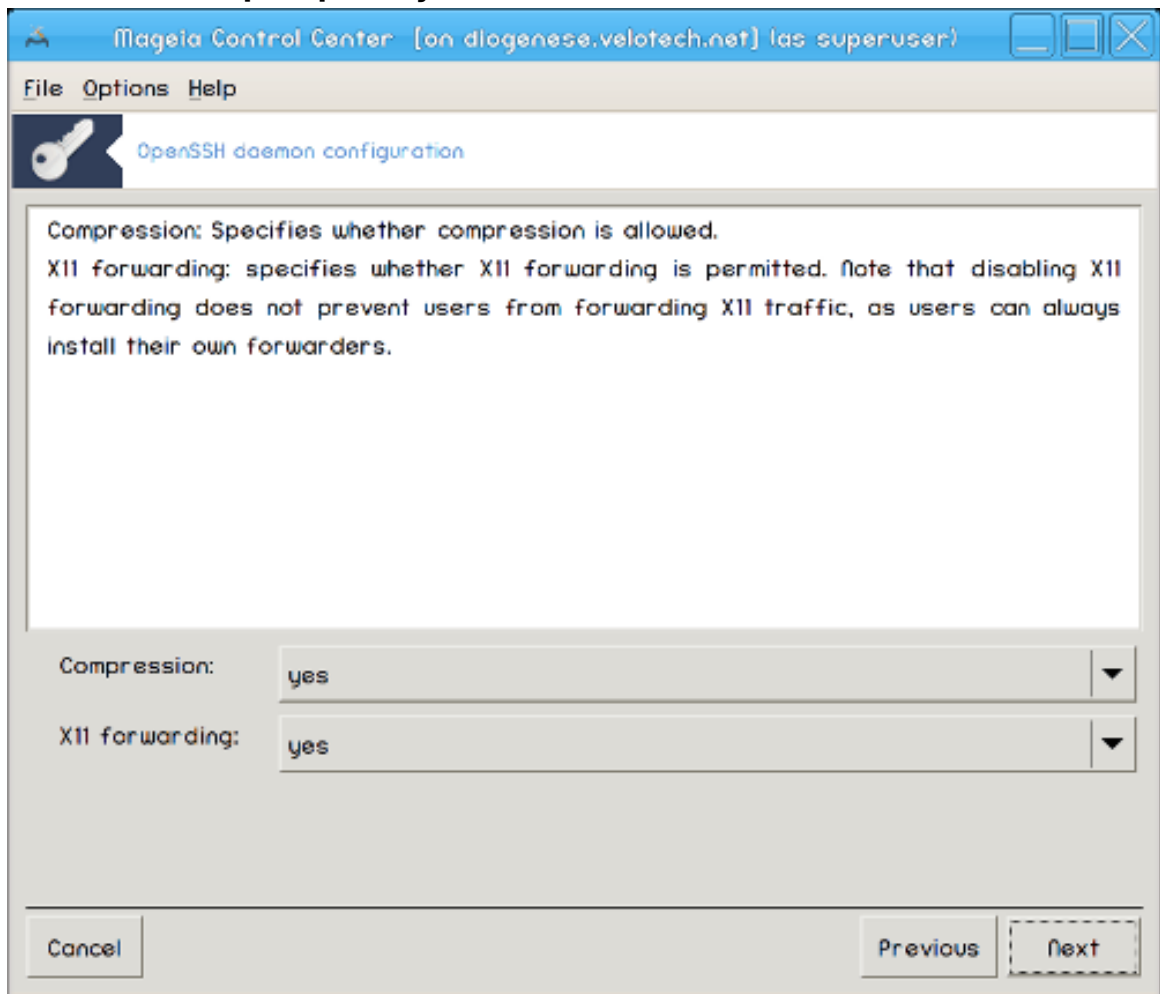 Mageia Control Center [on diogenese.velotech.net] (as superuser)
File Options Help
OpenSSH daemon configuration
Compression: Specifies whether compression is allowed.
X11 forwarding: specifies whether X11 forwarding is permitted. Note that disabling X11
forwarding does not prevent users from forwarding X11 traffic, as users can always
install their own forwarders.
Compression: yes
X11 forwarding: yes
Cancel Previous Next